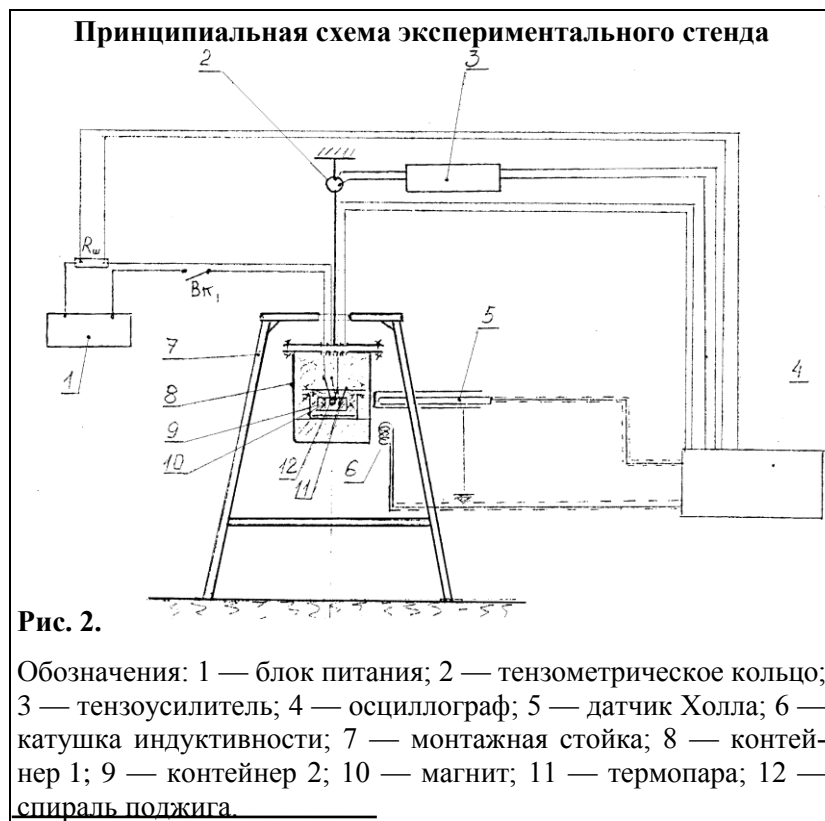 Принципиальная схема экспериментального стенда
2
3
Rш
Вк₁
1
7
5
4
8
9
10
12
11
6
Рис. 2.
Обозначения: 1 — блок питания; 2 — тензометрическое кольцо;
3 — тензоусилитель; 4 — осциллограф; 5 — датчик Холла; 6 —
катушка индуктивности; 7 — монтажная стойка; 8 — контей-
нер 1; 9 — контейнер 2; 10 — магнит; 11 — термопара; 12 —
спираль поджига.